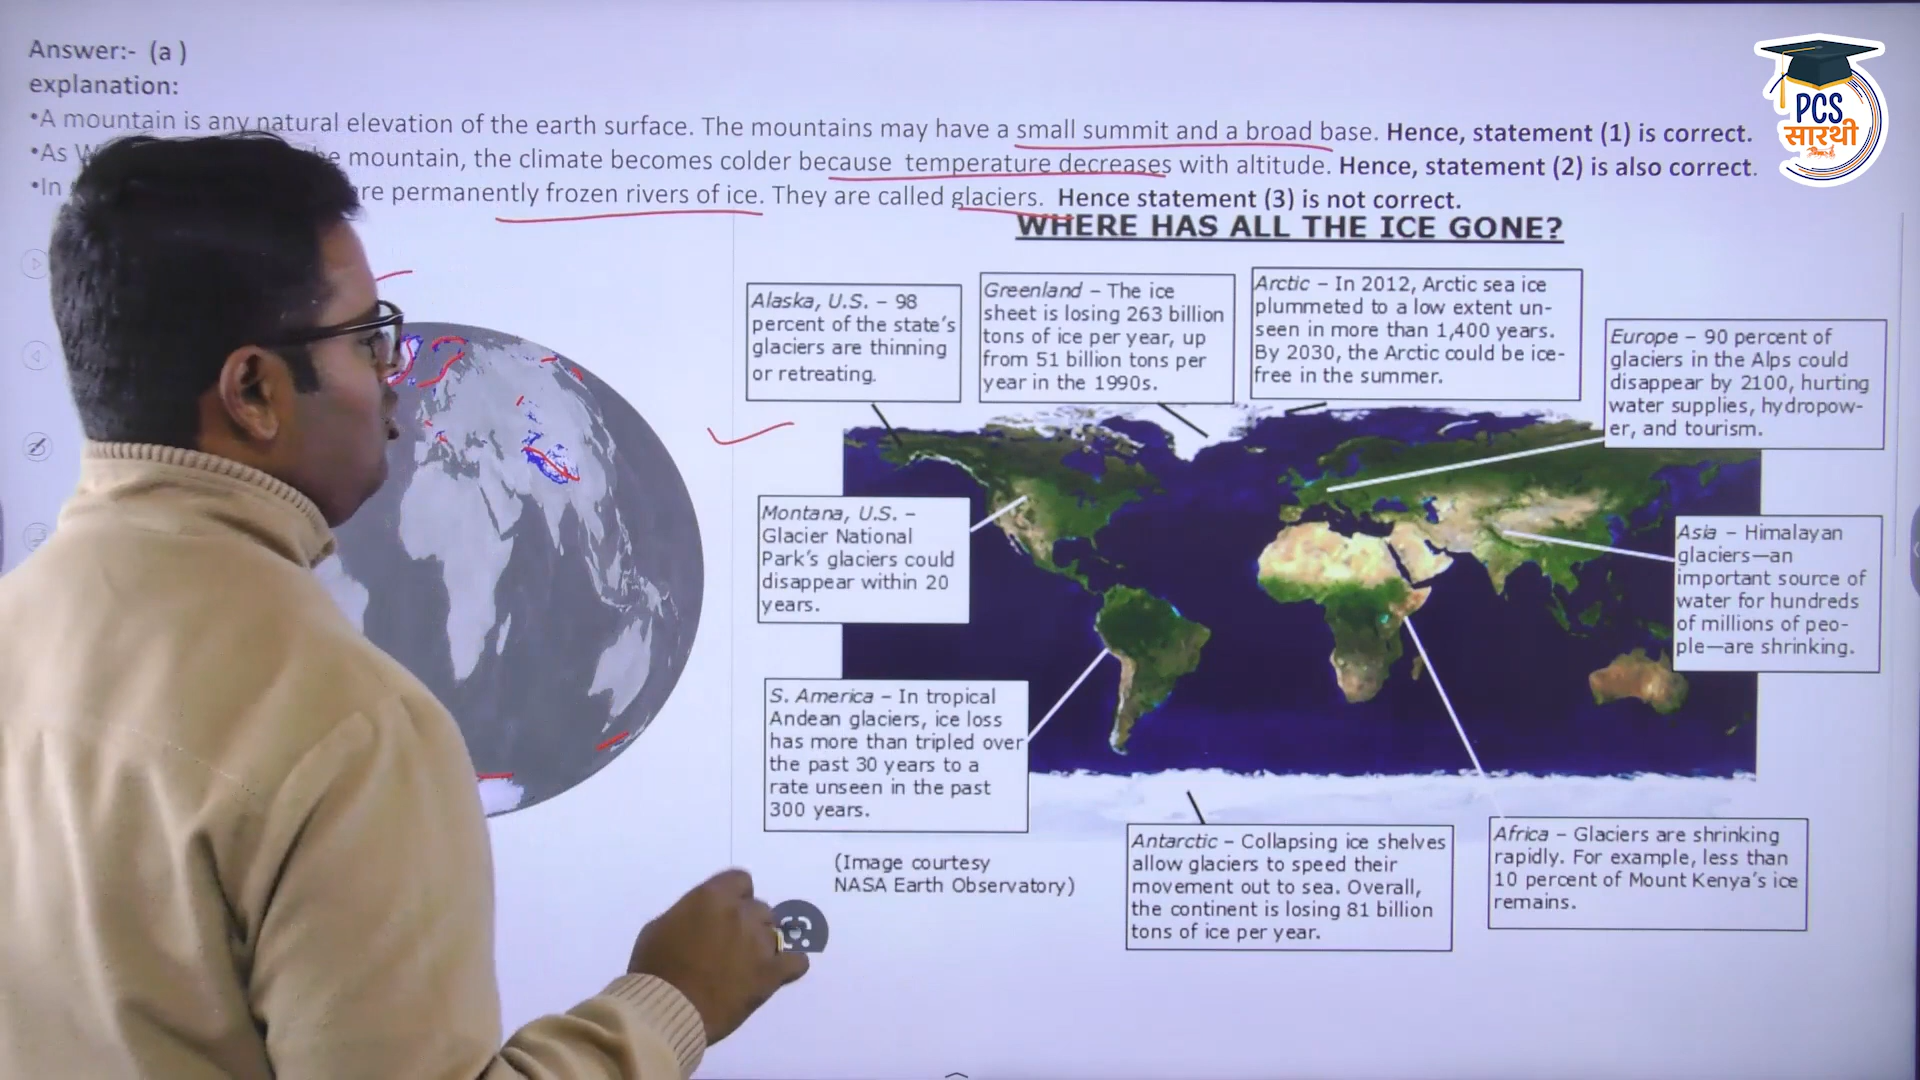 Answer:- (a )
explanation:
•A mountain is any natural elevation of the earth surface. The mountains may have a small summit and a broad base. Hence, statement (1) is correct.
•As mountain, the climate becomes colder because temperature decreases with altitude. Hence, statement (2) is also correct.
•In permanently frozen rivers of ice. They are called glaciers. Hence statement (3) is not correct.
PCS
सारथी
WHERE HAS ALL THE ICE GONE?
Alaska, U.S. – 98
percent of the state's
glaciers are thinning
or retreating.
Greenland – The ice
sheet is losing 263 billion
tons of ice per year, up
from 51 billion tons per
year in the 1990s.
Arctic – In 2012, Arctic sea ice
plummeted to a low extent un-
seen in more than 1,400 years.
By 2030, the Arctic could be ice-
free in the summer.
Europe – 90 percent of
glaciers in the Alps could
disappear by 2100, hurting
water supplies, hydropow-
er, and tourism.
Montana, U.S. –
Glacier National
Park's glaciers could
disappear within 20
years.
Asia – Himalayan
glaciers—an
important source of
water for hundreds
of millions of peo-
ple—are shrinking.
S. America – In tropical
Andean glaciers, ice loss
has more than tripled over
the past 30 years to a
rate unseen in the past
300 years.
(Image courtesy
NASA Earth Observatory)
Antarctic – Collapsing ice shelves
allow glaciers to speed their
movement out to sea. Overall,
the continent is losing 81 billion
tons of ice per year.
Africa – Glaciers are shrinking
rapidly. For example, less than
10 percent of Mount Kenya's ice
remains.